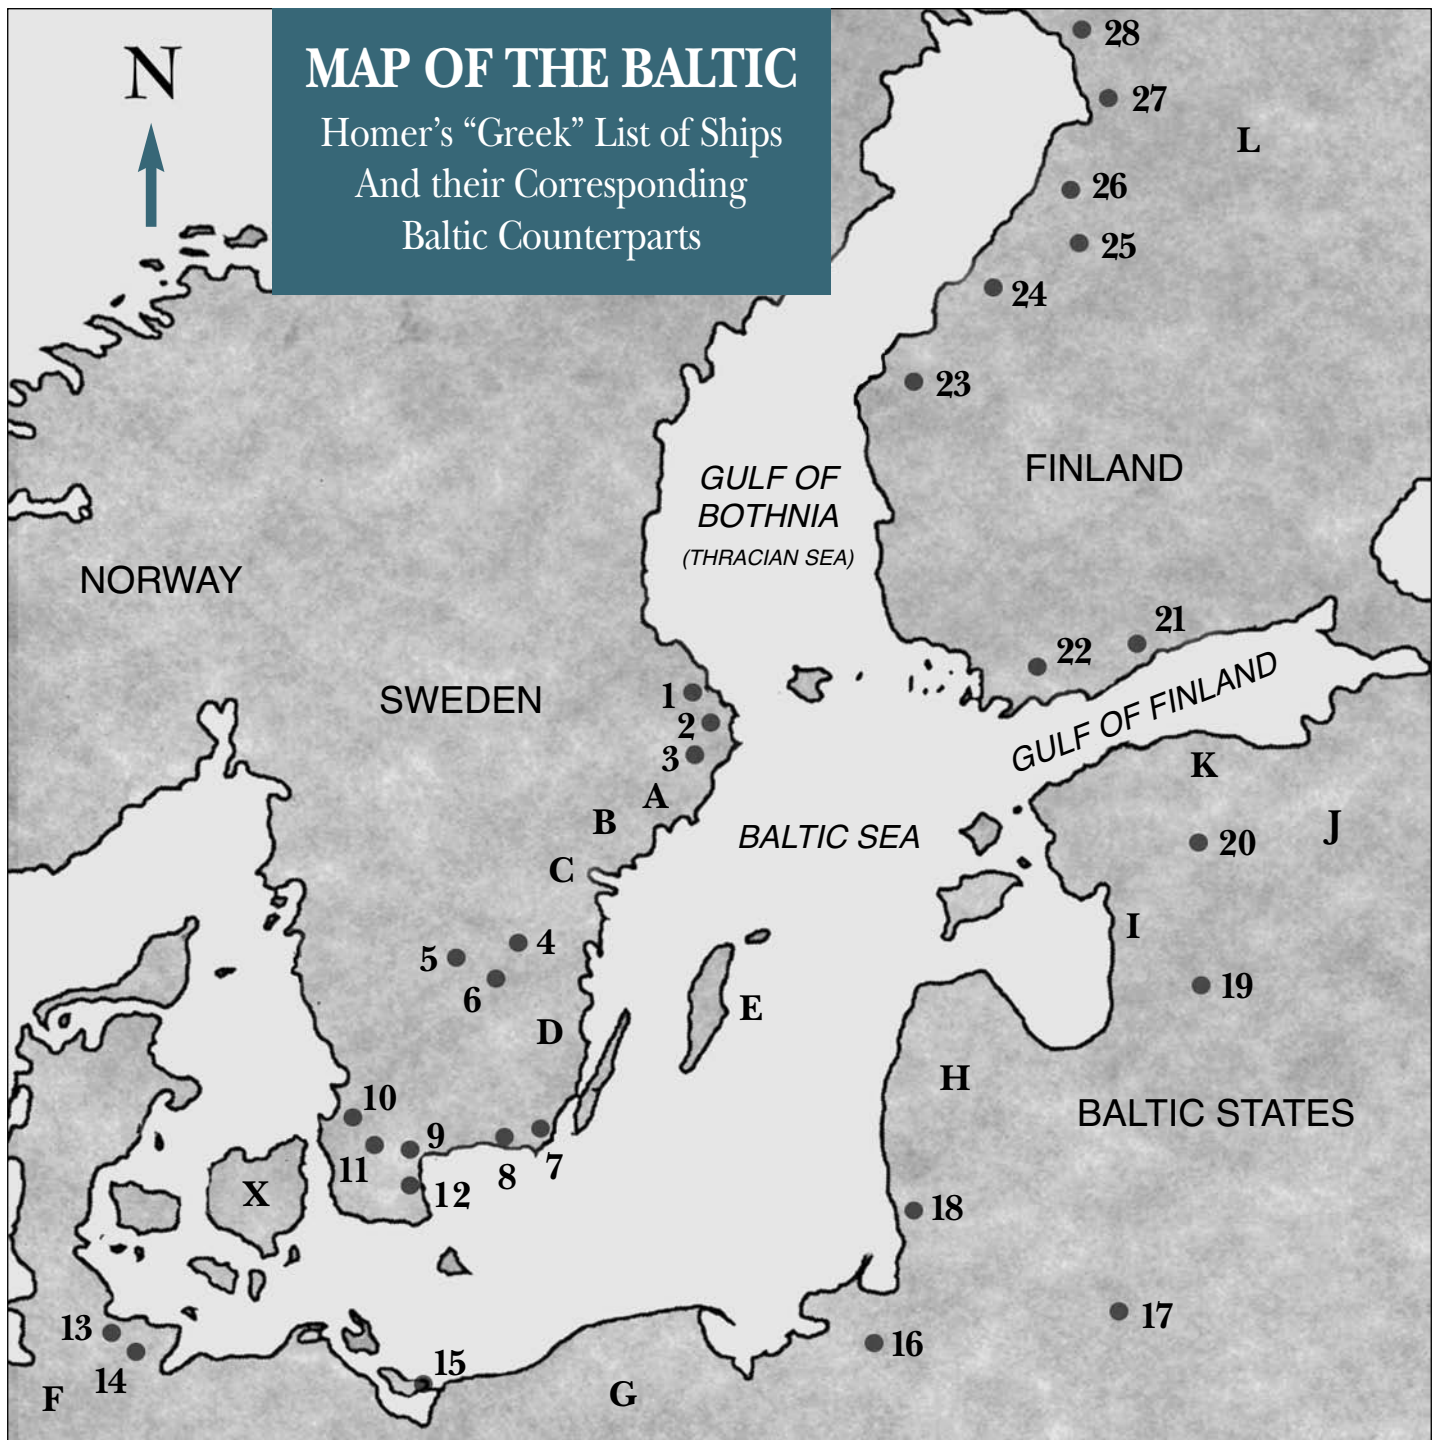 N
MAP OF THE BALTIC
Homer’s “Greek” List of Ships
And their Corresponding
Baltic Counterparts
28
27
L
26
25
24
23
GULF OF
BOTHNIA
(THRACIAN SEA)
FINLAND
NORWAY
SWEDEN
21
22
1
2
3
GULF OF FINLAND
K
A
B
BALTIC SEA
J
20
C
I
4
5
6
19
E
D
H
10
9
11
8
7
12
BALTIC STATES
X
18
13
14
15
16
17
F
G